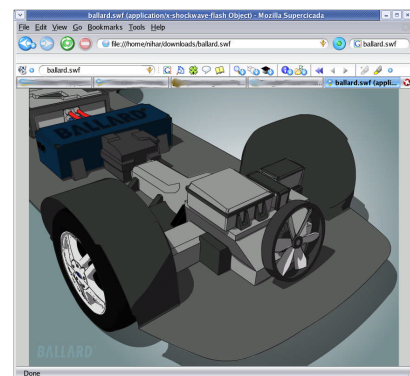 ballard.swf (application/x-shockwave-flash Object) - Mozilla Supercicada
File Edit View Go Bookmarks Tools Help
file:///home/nihar/downloads/ballard.swf
ballard.swf
ballard.swf
ballard.swf (appli...
BALLARD
BALLARD
Done